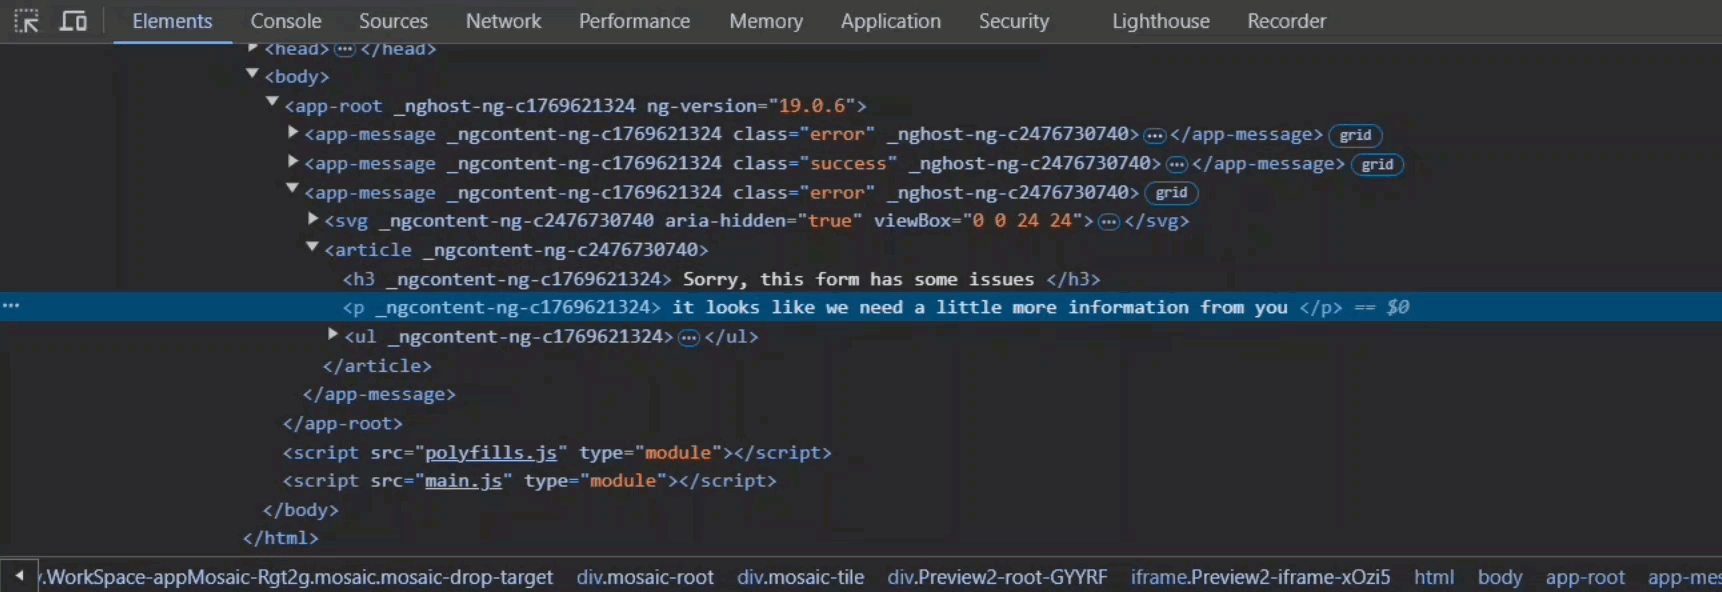 Elements Console Sources Network Performance Memory Application Security Lighthouse Recorder
<head> ••• </head>
<body>
<app-root _nghost-ng-c1769621324 ng-version="19.0.6">
<app-message _ngcontent-ng-c1769621324 class="error" _nghost-ng-c2476730740> ••• </app-message> grid
<app-message _ngcontent-ng-c1769621324 class="success" _nghost-ng-c2476730740> ••• </app-message> grid
<app-message _ngcontent-ng-c1769621324 class="error" _nghost-ng-c2476730740> grid
<svg _ngcontent-ng-c2476730740 aria-hidden="true" viewBox="0 0 24 24"> ••• </svg>
<article _ngcontent-ng-c2476730740>
<h3 _ngcontent-ng-c1769621324> Sorry, this form has some issues </h3>
••• <p _ngcontent-ng-c1769621324> it looks like we need a little more information from you </p> == $0
<ul _ngcontent-ng-c1769621324> ••• </ul>
</article>
</app-message>
</app-root>
<script src="polyfills.js" type="module"></script>
<script src="main.js" type="module"></script>
</body>
</html>
.WorkSpace-appMosaic-Rgt2g.mosaic.mosaic-drop-target div.mosaic-root div.mosaic-tile div.Preview2-root-GYYRF iframe.Preview2-iframe-xOzi5 html body app-root app-mes